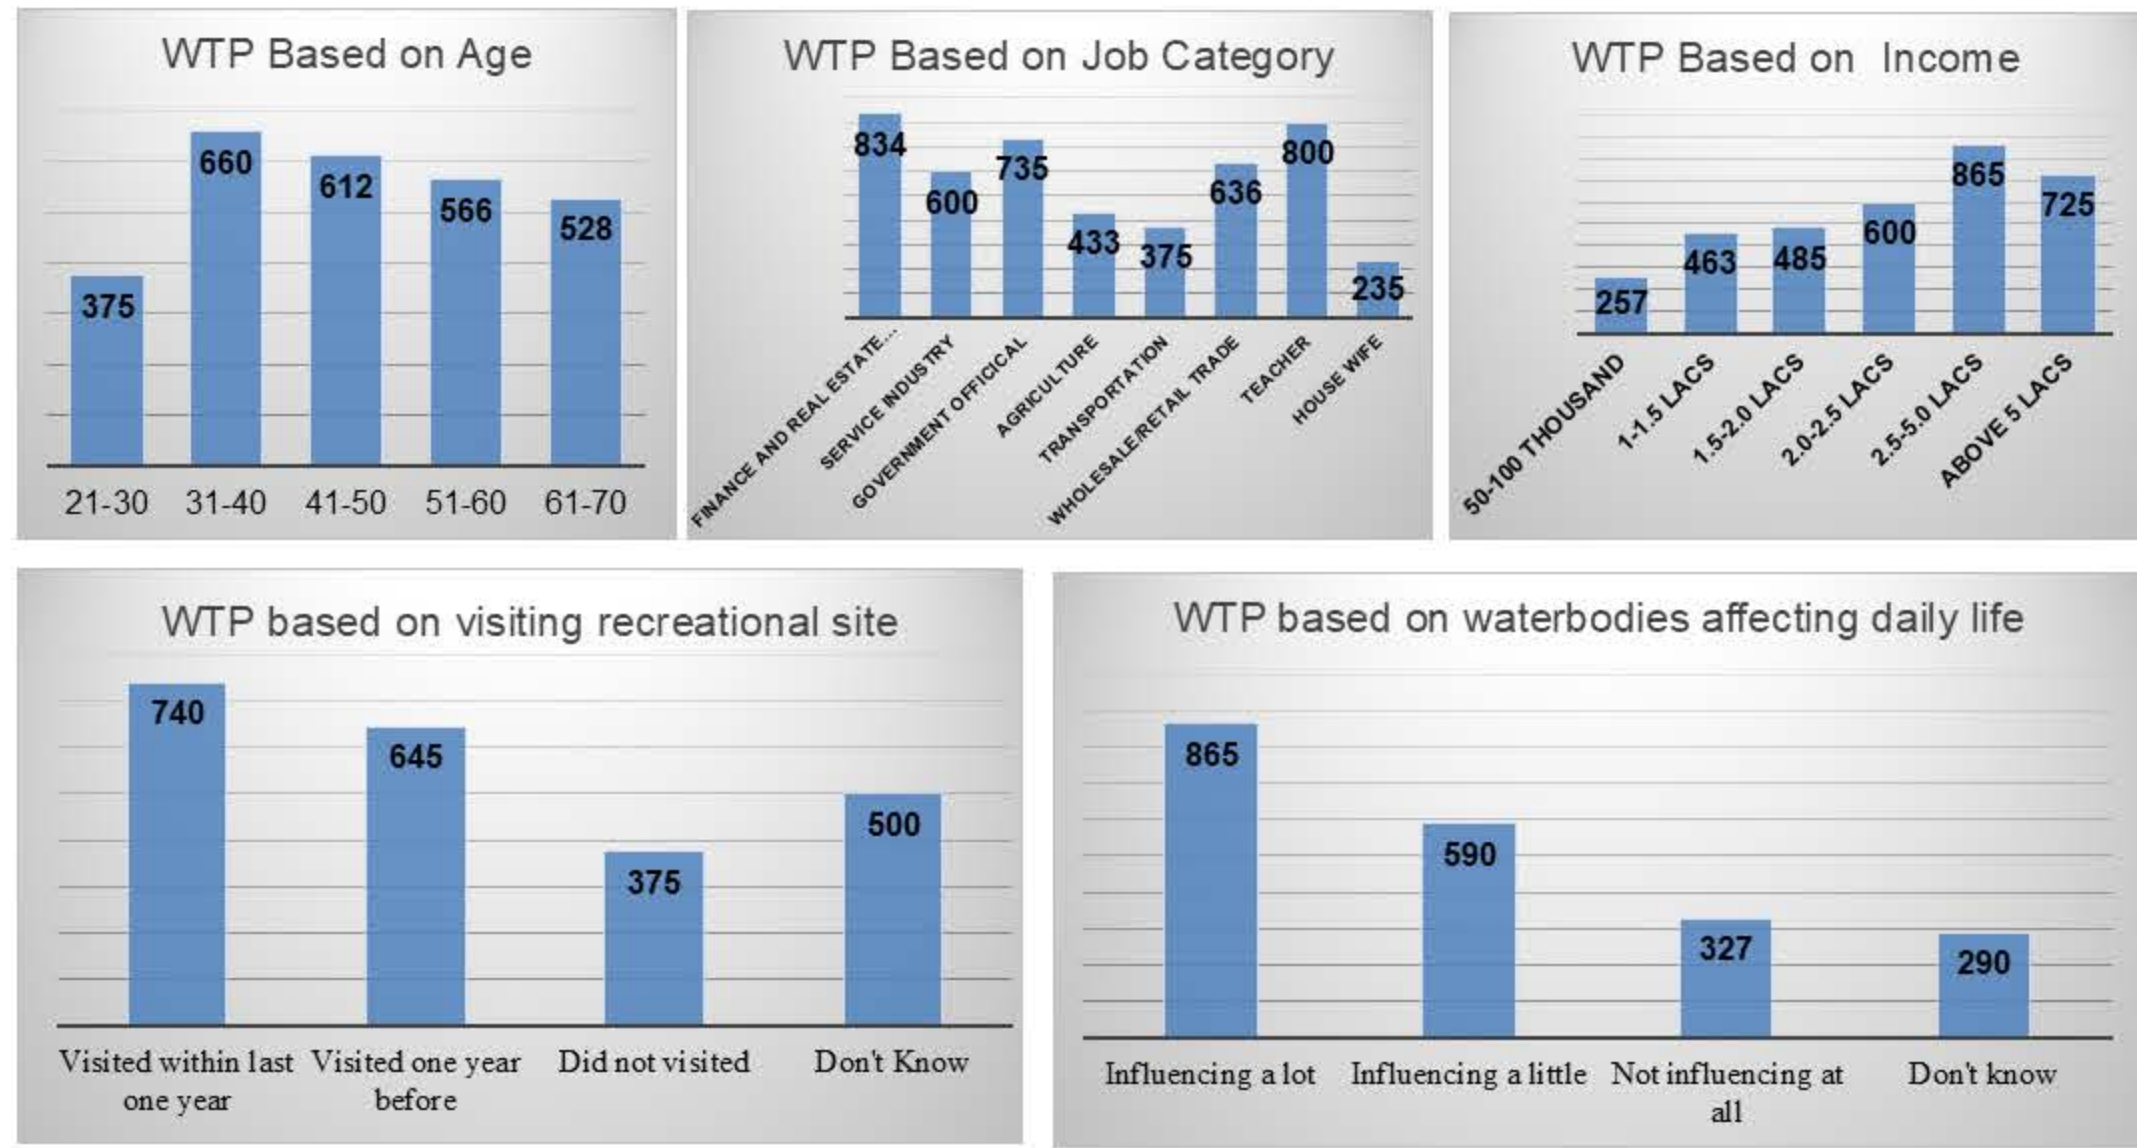 WTP Based on Age
660
612
566
528
375
21-30 31-40 41-50 51-60 61-70
WTP Based on Job Category
834
600
735
433
375
636
800
235
FINANCE AND REAL ESTATE...
SERVICE INDUSTRY
GOVERNMENT OFFICICAL
AGRICULTURE
TRANSPORTATION
WHOLESALE/RETAIL TRADE
TEACHER
HOUSE WIFE
WTP Based on Income
257
463
485
600
865
725
50-100 THOUSAND
1-1.5 LACS
1.5-2.0 LACS
2.0-2.5 LACS
2.5-5.0 LACS
ABOVE 5 LACS
WTP based on visiting recreational site
740
645
375
500
Visited within last
one year
Visited one year
before
Did not visited
Don't Know
WTP based on waterbodies affecting daily life
865
590
327
290
Influencing a lot
Influencing a little
Not influencing at
all
Don't know